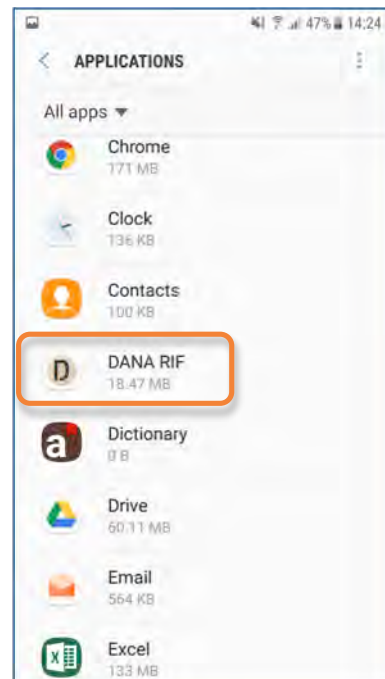 47% 14:24
APPLICATIONS
All apps
Chrome
171 MB
Clock
136 KB
Contacts
100 KB
D
DANA RIF
18.47 MB
a
Dictionary
0 B
Drive
60.11 MB
Email
564 KB
X
Excel
133 MB